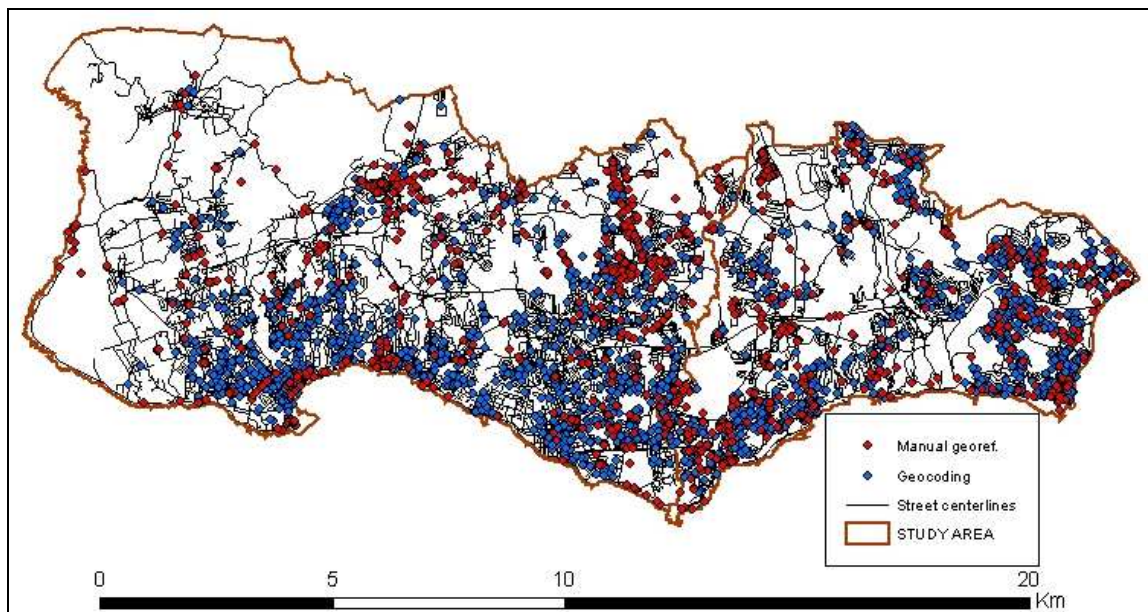 Manual georef.
Geocoding
Street centerlines
STUDY AREA
0 5 10 20
Km